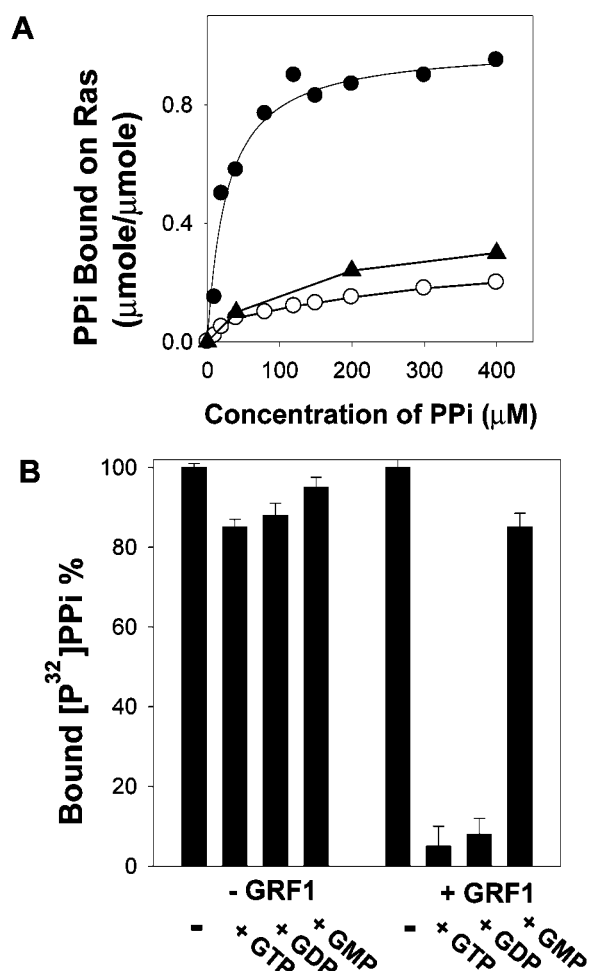 A
PPi Bound on Ras
(μmole/μmole)
0.8
0.4
0.0
0 100 200 300 400
Concentration of PPi (μM)
B
Bound [P32]PPi %
100
80
60
40
20
0
- GRF1 + GRF1
- + GTP + GDP + GMP - + GTP + GDP + GMP